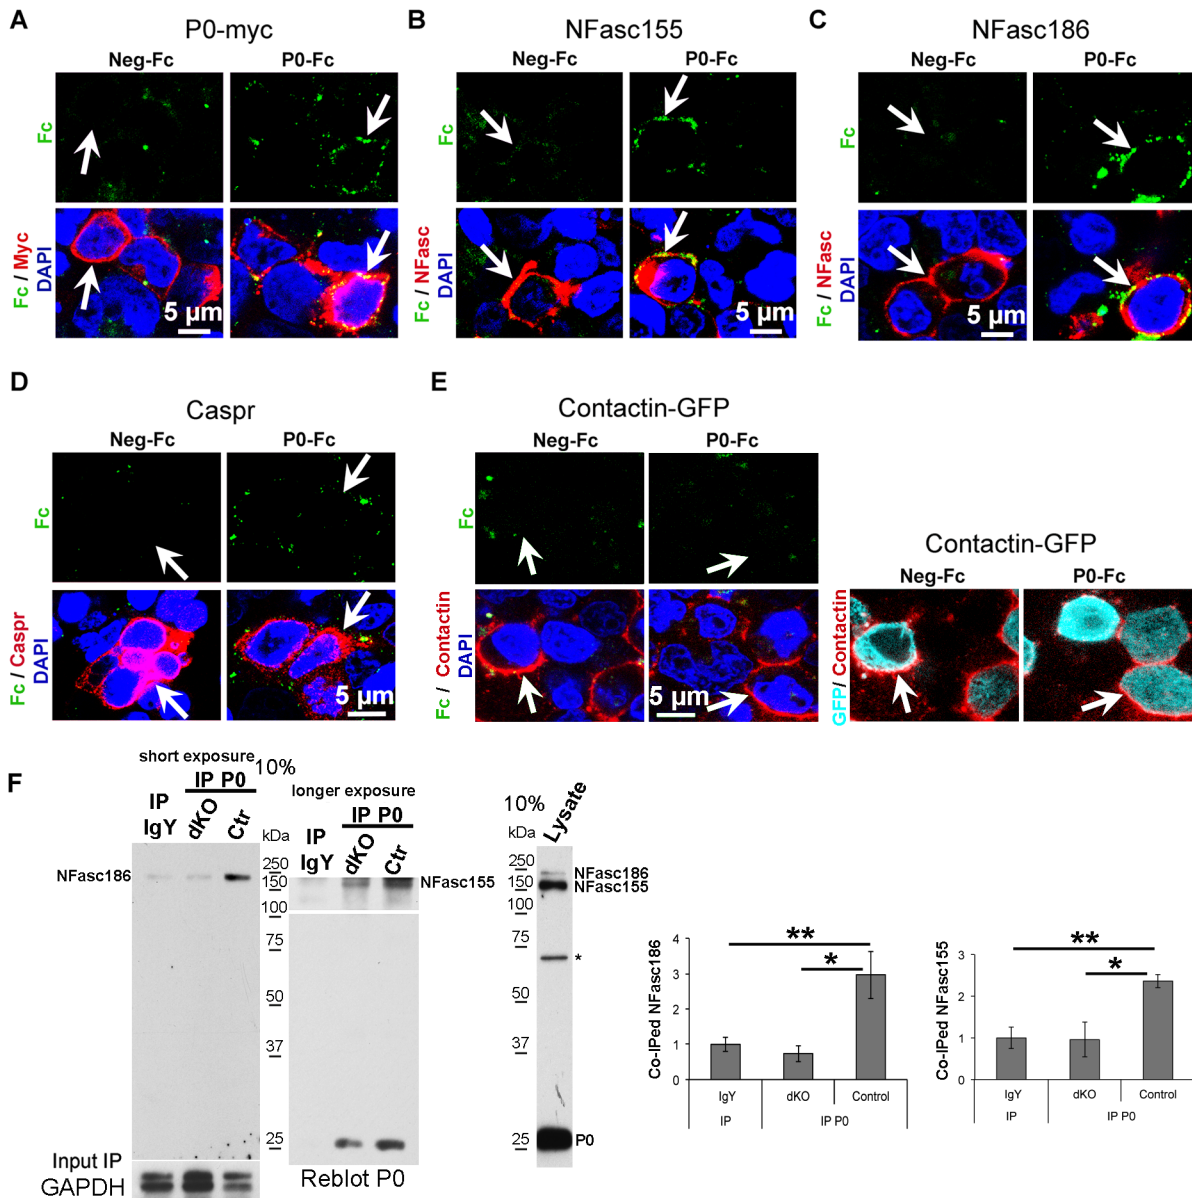 A
P0-myc
Neg-Fc
P0-Fc
Fc
Fc / Myc
DAPI
5 µm
B
NFasc155
Neg-Fc
P0-Fc
Fc
Fc / NFasc
DAPI
5 µm
C
NFasc186
Neg-Fc
P0-Fc
Fc
Fc / NFasc
DAPI
5 µm
D
Caspr
Neg-Fc
P0-Fc
Fc
Fc / Caspr
DAPI
5 µm
E
Contactin-GFP
Neg-Fc
P0-Fc
Fc
Fc / Contactin
DAPI
5 µm
Contactin-GFP
Neg-Fc
P0-Fc
GFP/ Contactin
F
short exposure
10%
IP P0
IP
IgY
dKO
Ctr
kDa
NFasc186
250
150
100
75
50
37
25
Input IP
GAPDH
longer exposure
IP P0
IP
IgY
dKO
Ctr
NFasc155
Reblot P0
10%
Lysate
kDa
250
150
100
75
50
37
25
NFasc186
NFasc155
*
P0
Co-IPed NFasc186
4
3
2
1
0
**
*
IgY
dKO
Control
IP
IP P0
Co-IPed NFasc155
3
2
1
0
**
*
IgY
dKO
Control
IP
IP P0